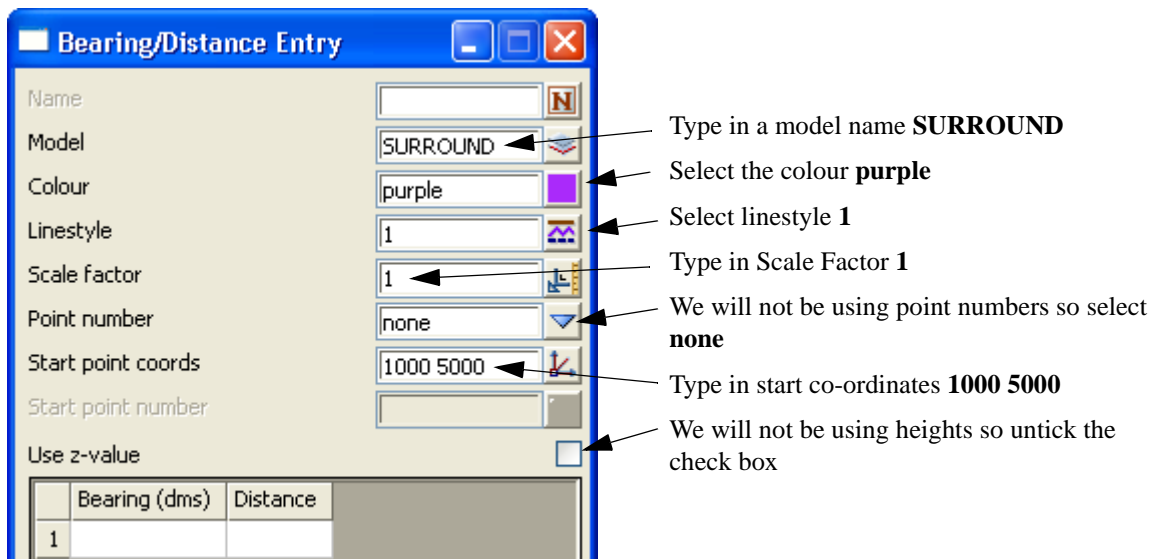 Bearing/Distance Entry
Name
N
Model
SURROUND
Colour
purple
Linestyle
1
Scale factor
1
Point number
none
Start point coords
1000 5000
Start point number
Use z-value
Bearing (dms) Distance
1
Type in a model name SURROUND
Select the colour purple
Select linestyle 1
Type in Scale Factor 1
We will not be using point numbers so select
none
Type in start co-ordinates 1000 5000
We will not be using heights so untick the
check box